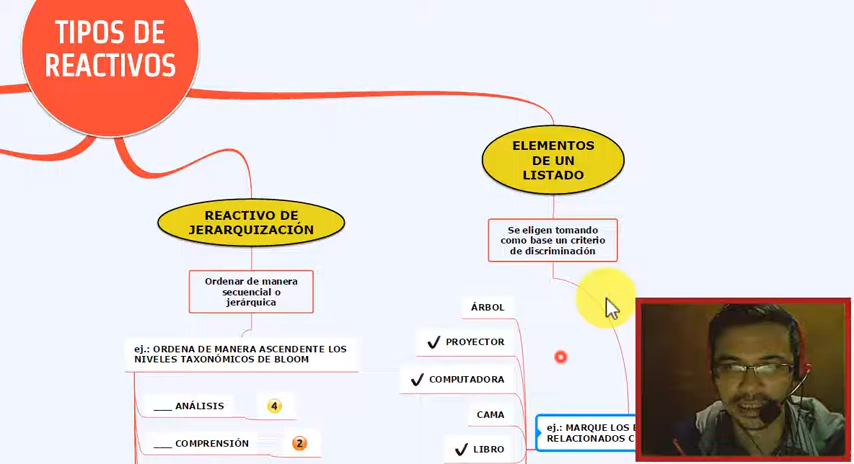 TIPOS DE
REACTIVOS
REACTIVO DE
JERARQUIZACIÓN
Ordenar de manera
secuencial o
jerárquica
ej.: ORDENA DE MANERA ASCENDENTE LOS
NIVELES TAXONÓMICOS DE BLOOM
___ ANÁLISIS
4
___ COMPRENSIÓN
2
ELEMENTOS
DE UN
LISTADO
Se eligen tomando
como base un criterio
de discriminación
ÁRBOL
PROYECTOR
COMPUTADORA
CAMA
LIBRO
ej.: MARQUE LOS
RELACIONADOS